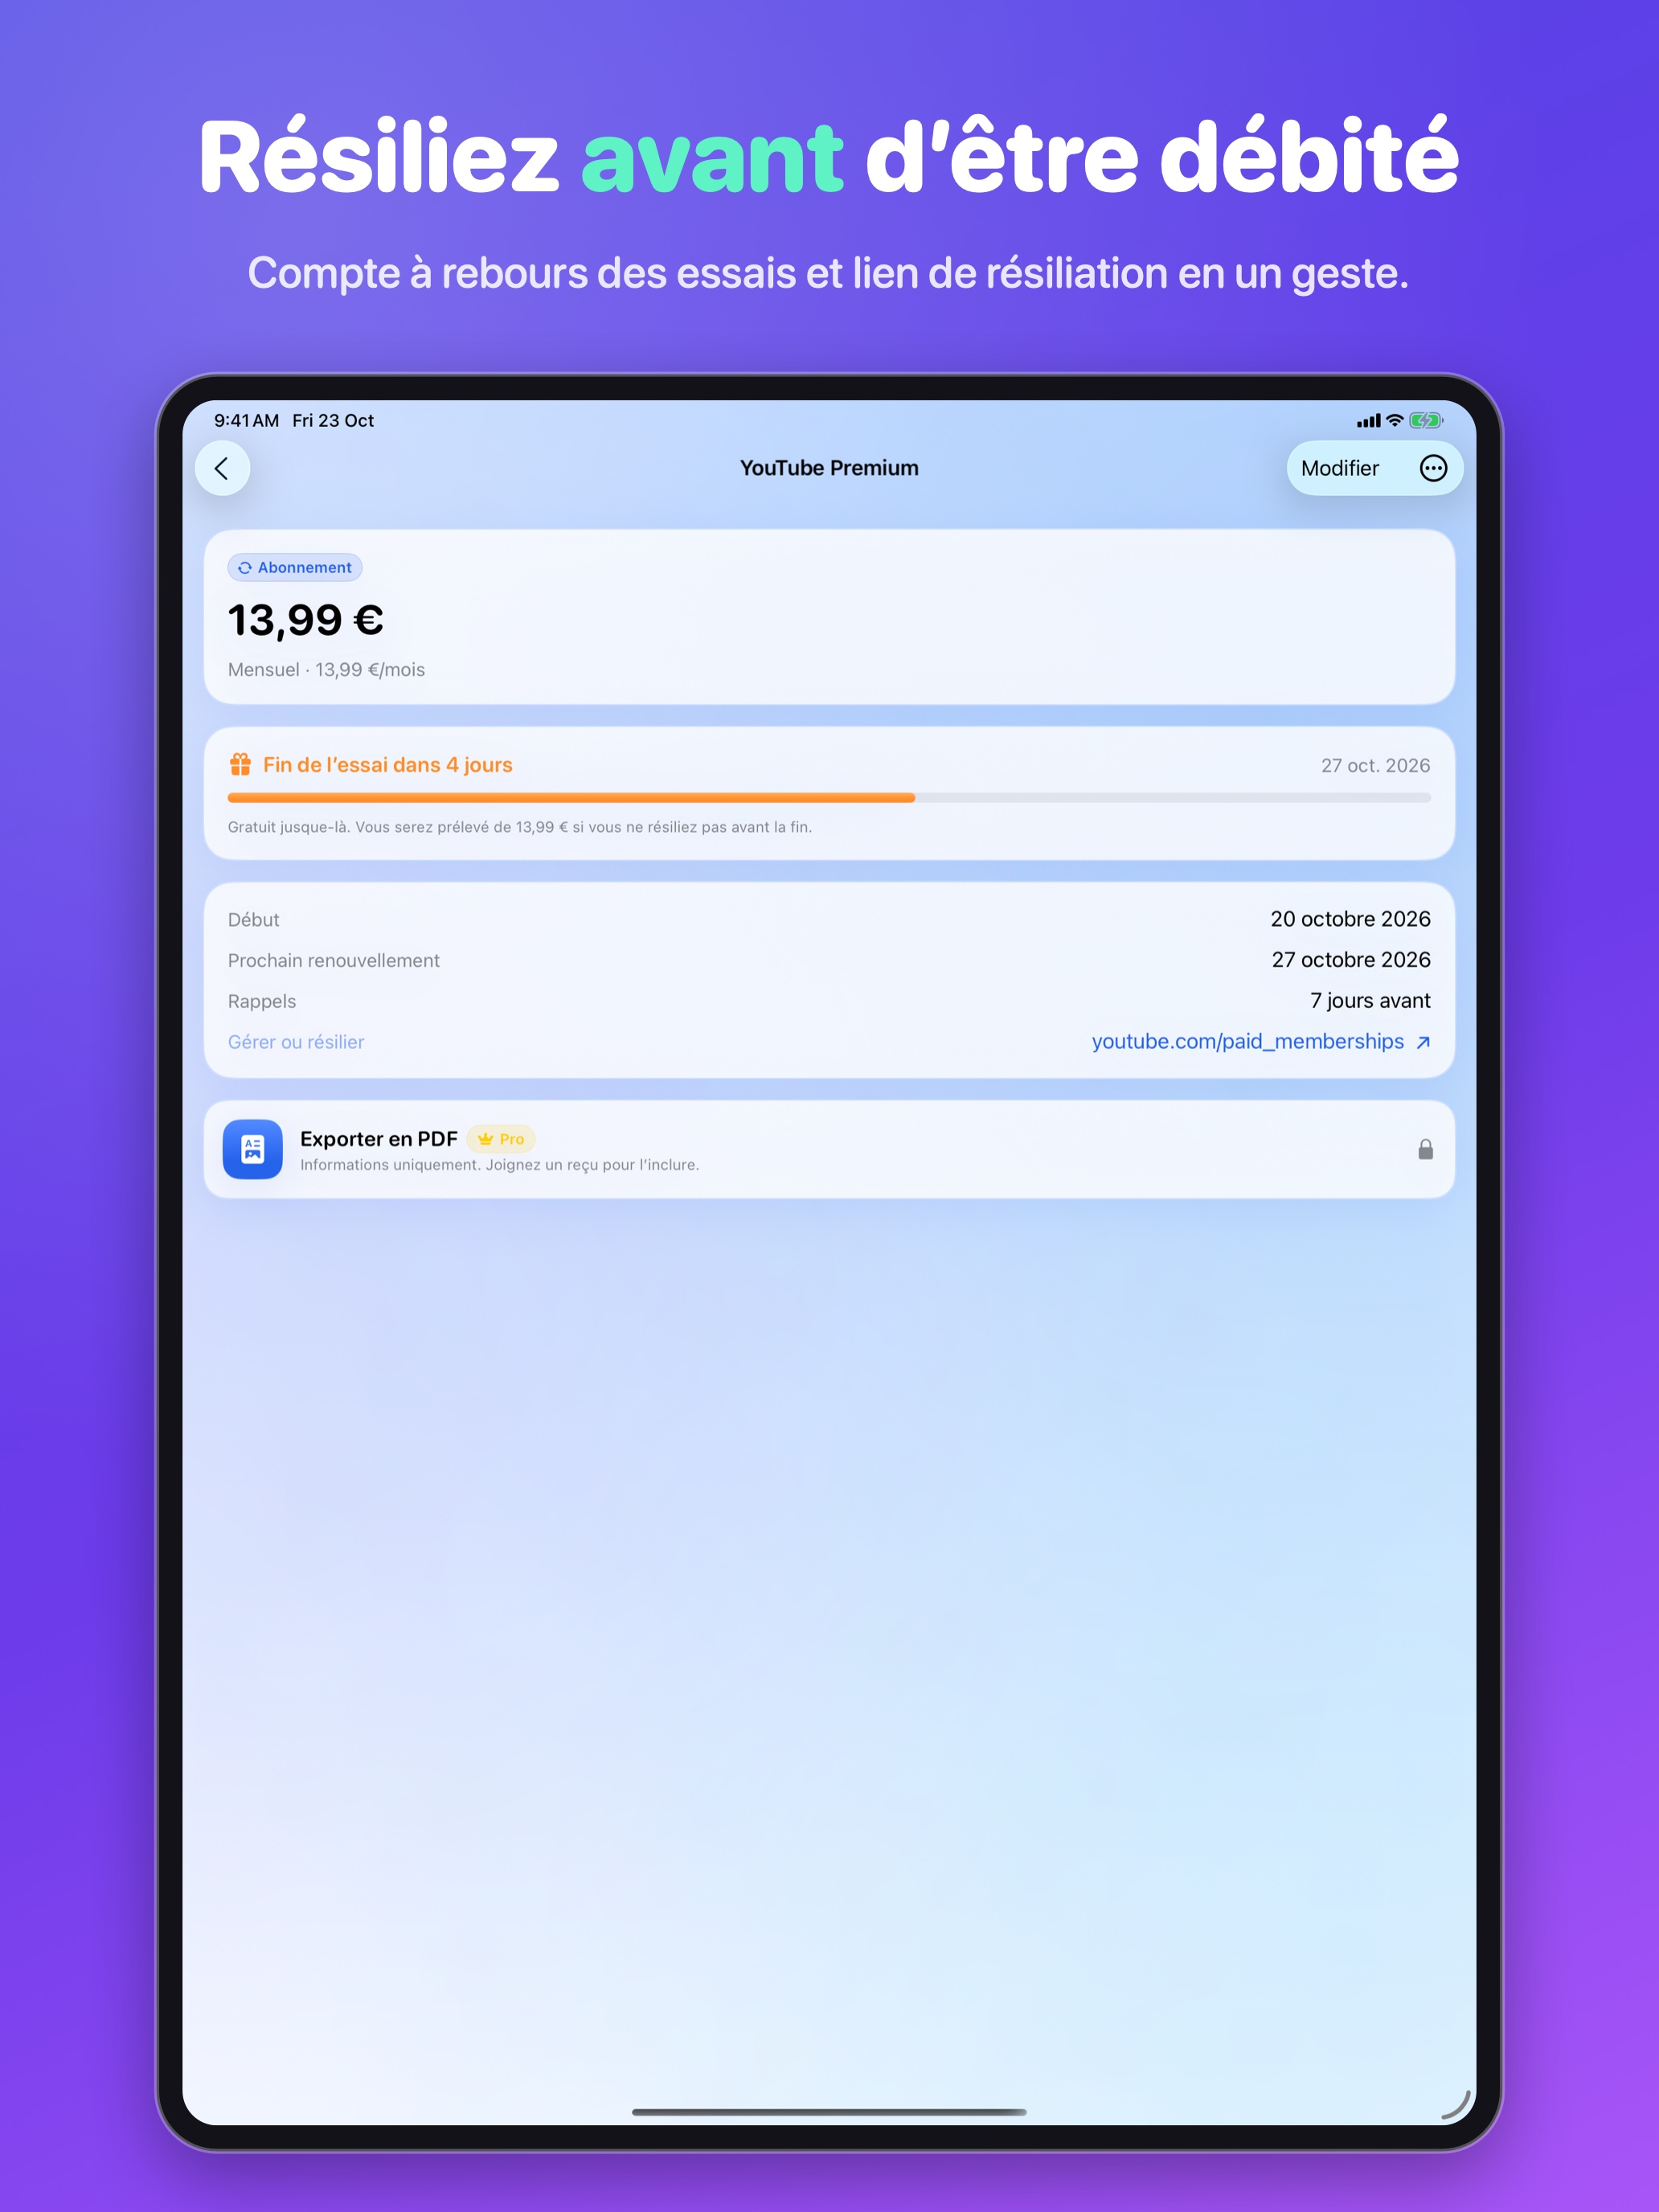 Résiliez avant d'être débité
Compte à rebours des essais et lien de résiliation en un geste.
9:41 AM Fri 23 Oct
YouTube Premium
Modifier
Abonnement
13,99 €
Mensuel · 13,99 €/mois
Fin de l’essai dans 4 jours
27 oct. 2026
Gratuit jusque-là. Vous serez prélevé de 13,99 € si vous ne résiliez pas avant la fin.
Début
20 octobre 2026
Prochain renouvellement
27 octobre 2026
Rappels
7 jours avant
Gérer ou résilier
youtube.com/paid_memberships
Exporter en PDF
Pro
Informations uniquement. Joignez un reçu pour l’inclure.